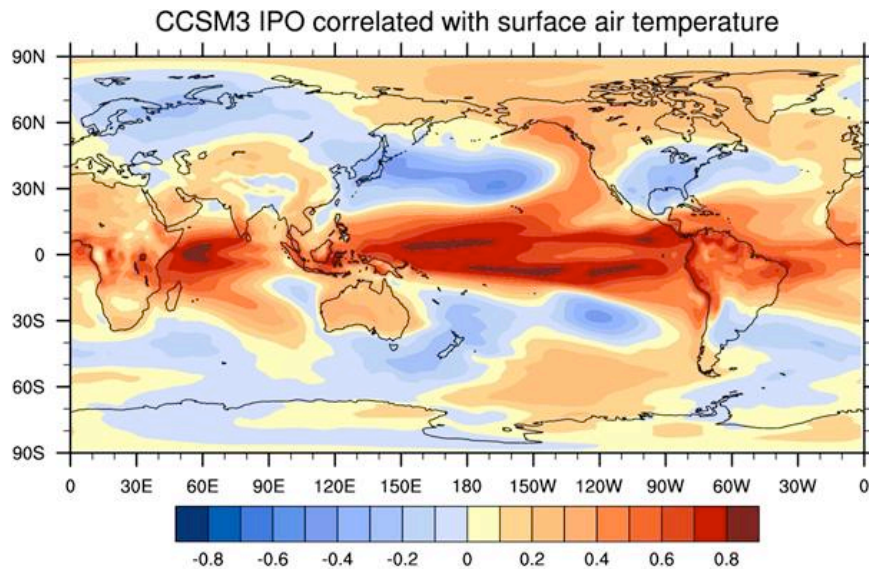 CCSM3 IPO correlated with surface air temperature
90N
60N
30N
0
30S
60S
90S
0 30E 60E 90E 120E 150E 180 150W 120W 90W 60W 30W 0
-0.8 -0.6 -0.4 -0.2 0 0.2 0.4 0.6 0.8